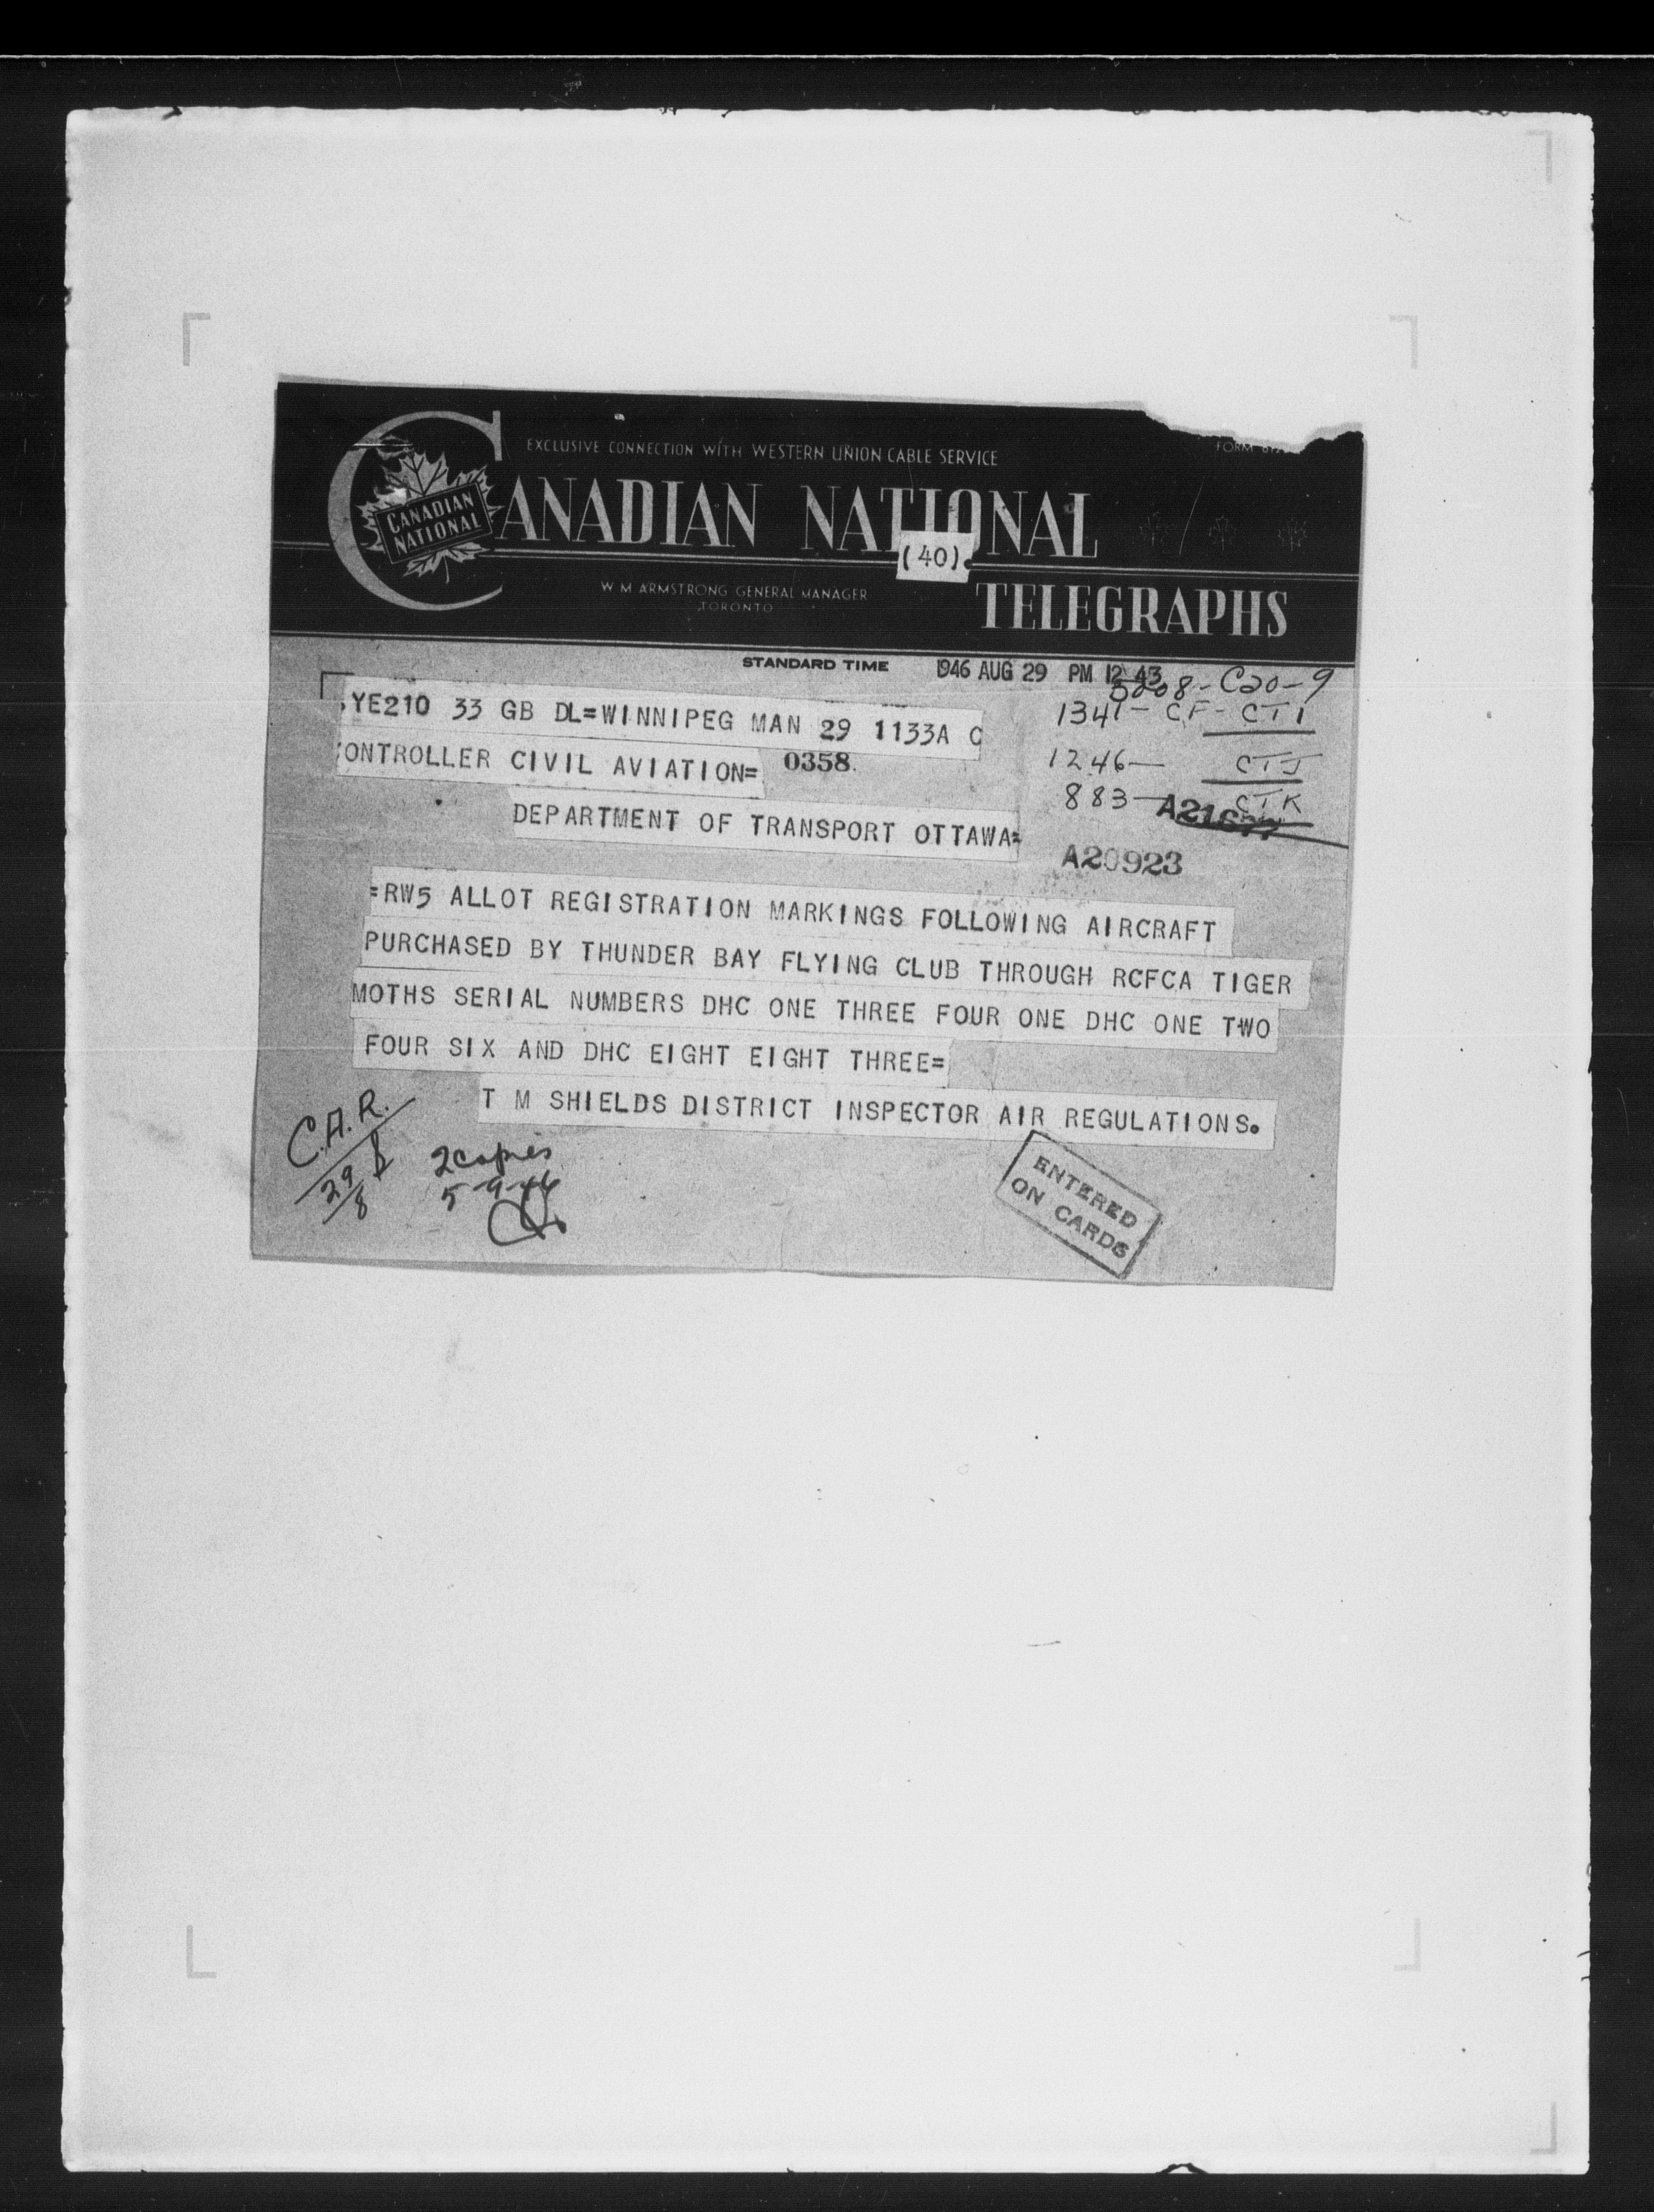 EXCLUSIVE CONNECTION WITH WESTERN UNION CABLE SERVICE
FORM
CANADIAN NATIONAL
CANADIAN
NATIONAL
(40)
W M ARMSTRONG GENERAL MANAGER
TORONTO
TELEGRAPHS
STANDARD TIME 1946 AUG 29 PM 12 43
5208-C20-9
1341- CF- CTI
YE210 33 GB DL=WINNIPEG MAN 29 1133A C
ONTROLLER CIVIL AVIATION= 0358
1246- CTJ
883- CTK
DEPARTMENT OF TRANSPORT OTTAWA=
A20923
=RW5 ALLOT REGISTRATION MARKINGS FOLLOWING AIRCRAFT
PURCHASED BY THUNDER BAY FLYING CLUB THROUGH RCFCA TIGER
MOTHS SERIAL NUMBERS DHC ONE THREE FOUR ONE DHC ONE TWO
FOUR SIX AND DHC EIGHT EIGHT THREE=
T M SHIELDS DISTRICT INSPECTOR AIR REGULATIONS.
C.A.R.
29/8
2 copies
5-9-46
ENTERED
ON CARDS